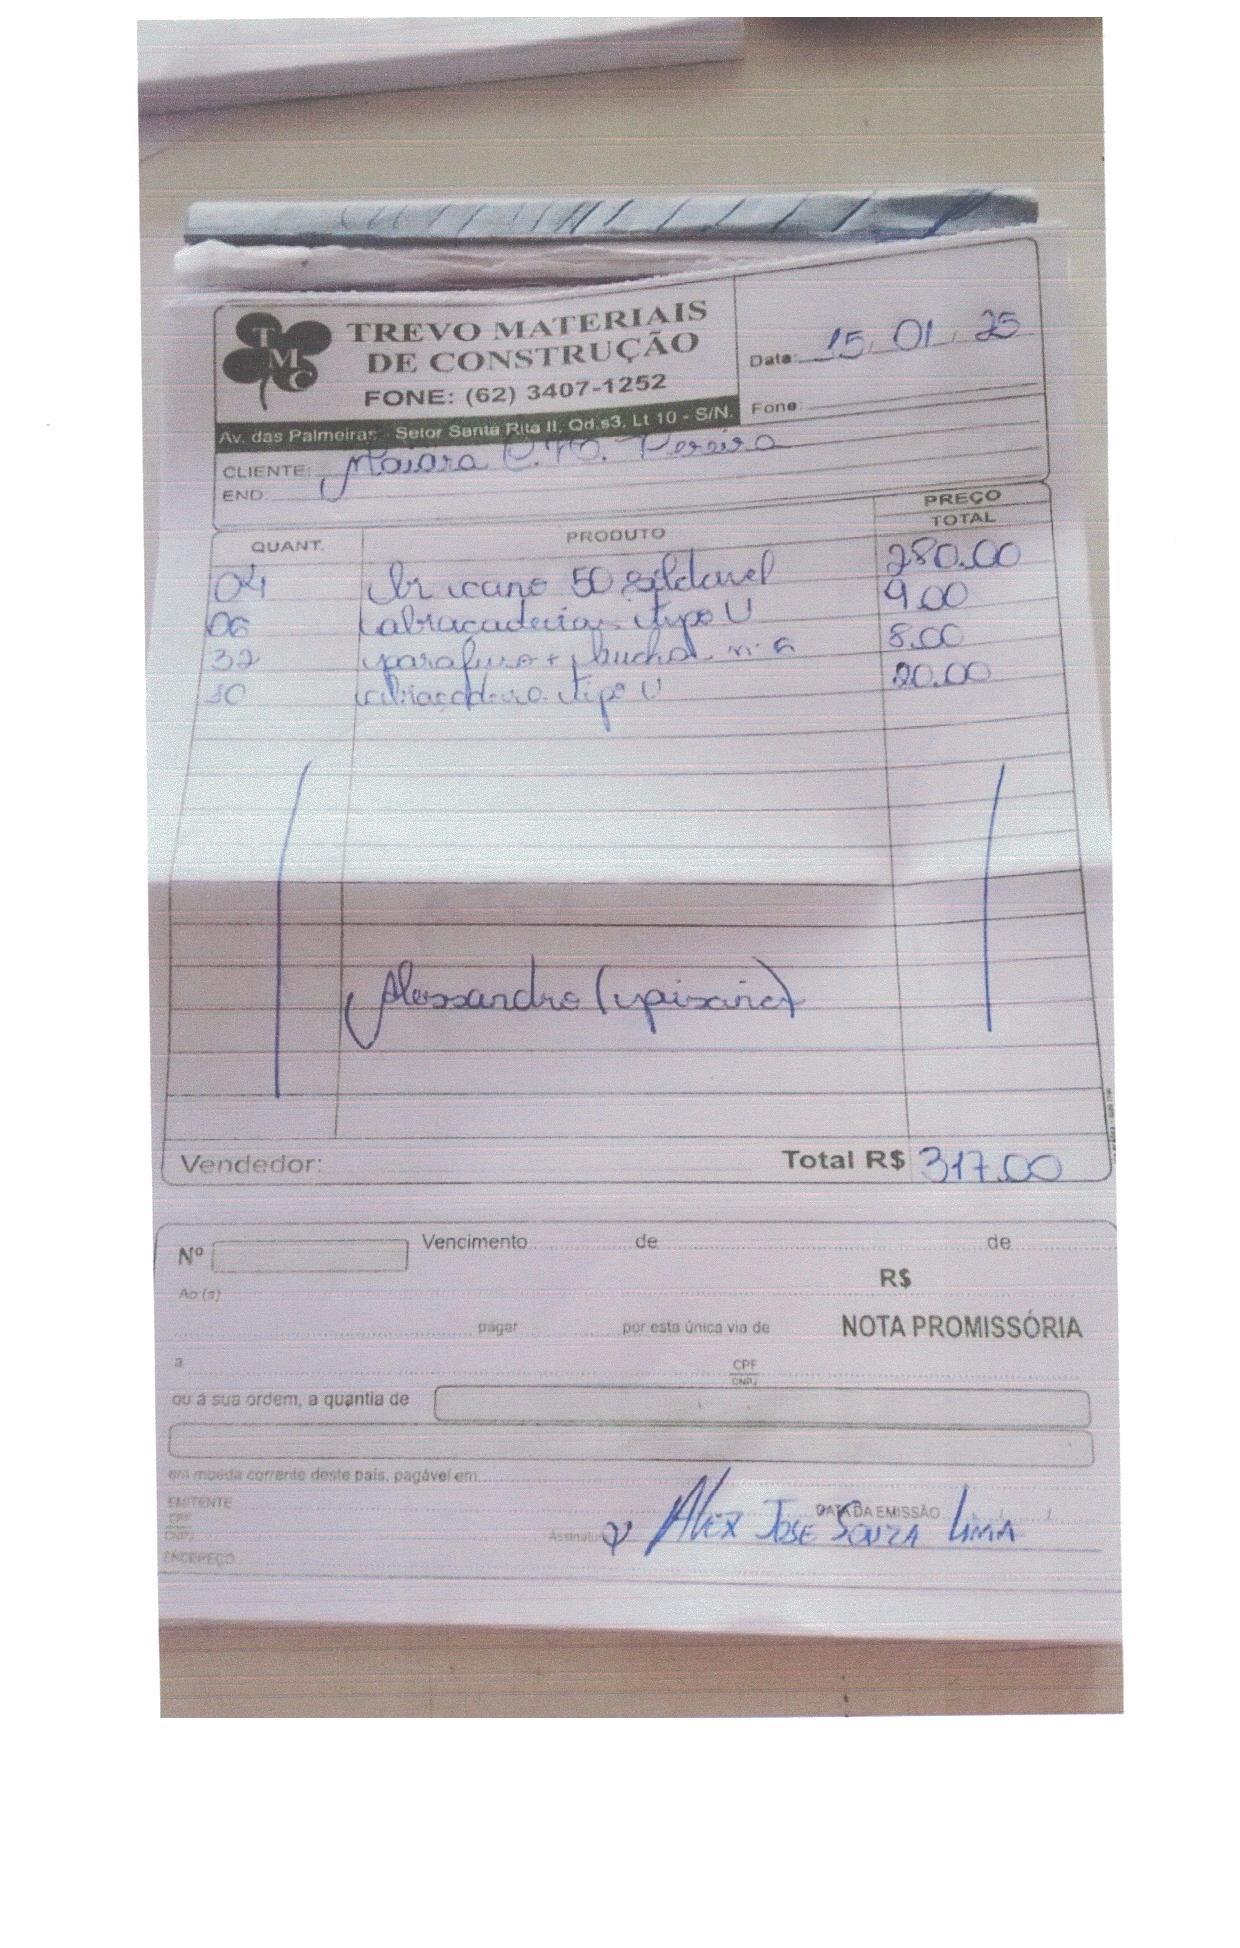 TMC
TREVO MATERIAIS
DE CONSTRUÇÃO
FONE: (62) 3407-1252
Av. das Palmeiras - Setor Santa Rita II, Qd.s3, Lt 10 - S/N.
Data: 15, 01, 25
Fone:
CLIENTE: Maiara Pereira
END.
QUANT. PRODUTO PREÇO TOTAL
04 br cano 50 soldavel 280.00
06 abraçadeiras tipo U 9.00
32 parafuso + bucha n: 6 8.00
10 abraçadeira tipo U 20.00
Alessandro (piscina)
Vendedor: Total R$ 317.00
Nº Vencimento de de
R$
Ao (s)
pagar por esta única via de NOTA PROMISSÓRIA
a CPF
CNPJ
ou á sua ordem, a quantia de
em moeda corrente deste país, pagável em
EMITENTE DATA DA EMISSÃO
CPF
CNPJ
Assinatura ALEX JOSE SOUZA LIMA
ENDEREÇO